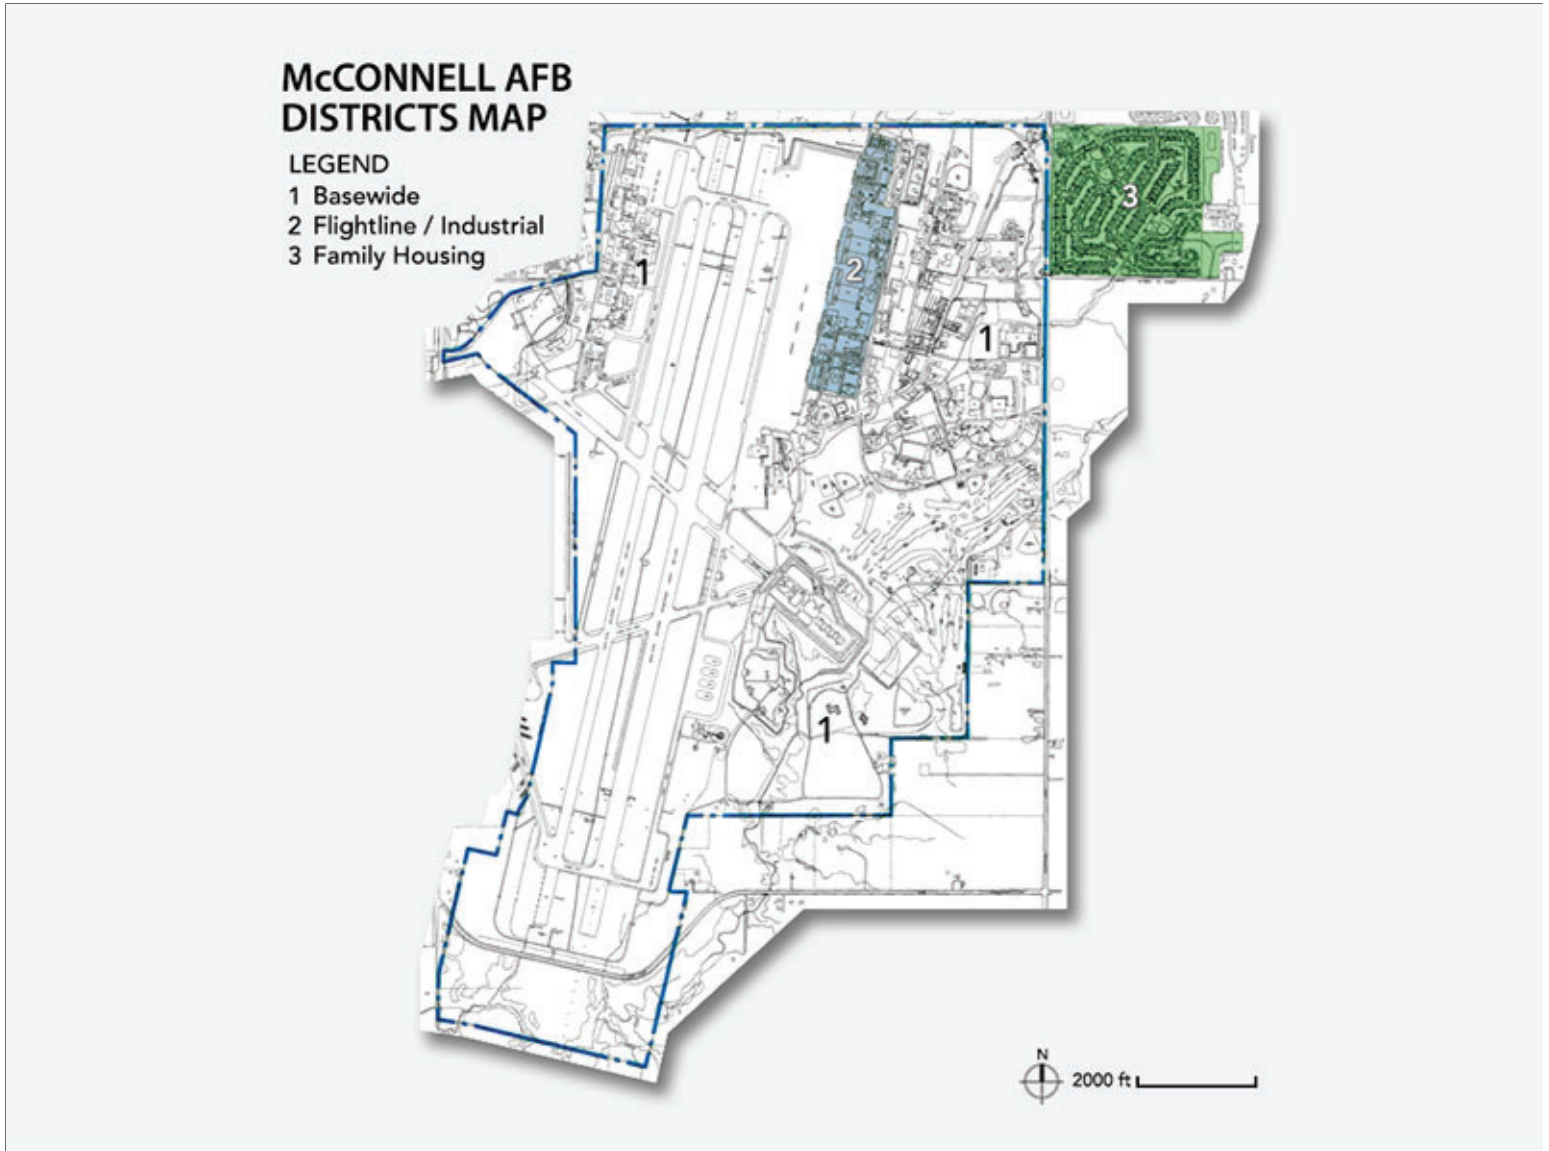 McCONNELL AFB
DISTRICTS MAP
LEGEND
1 Basewide
2 Flightline / Industrial
3 Family Housing
3
1
2
1
1
N
2000 ft